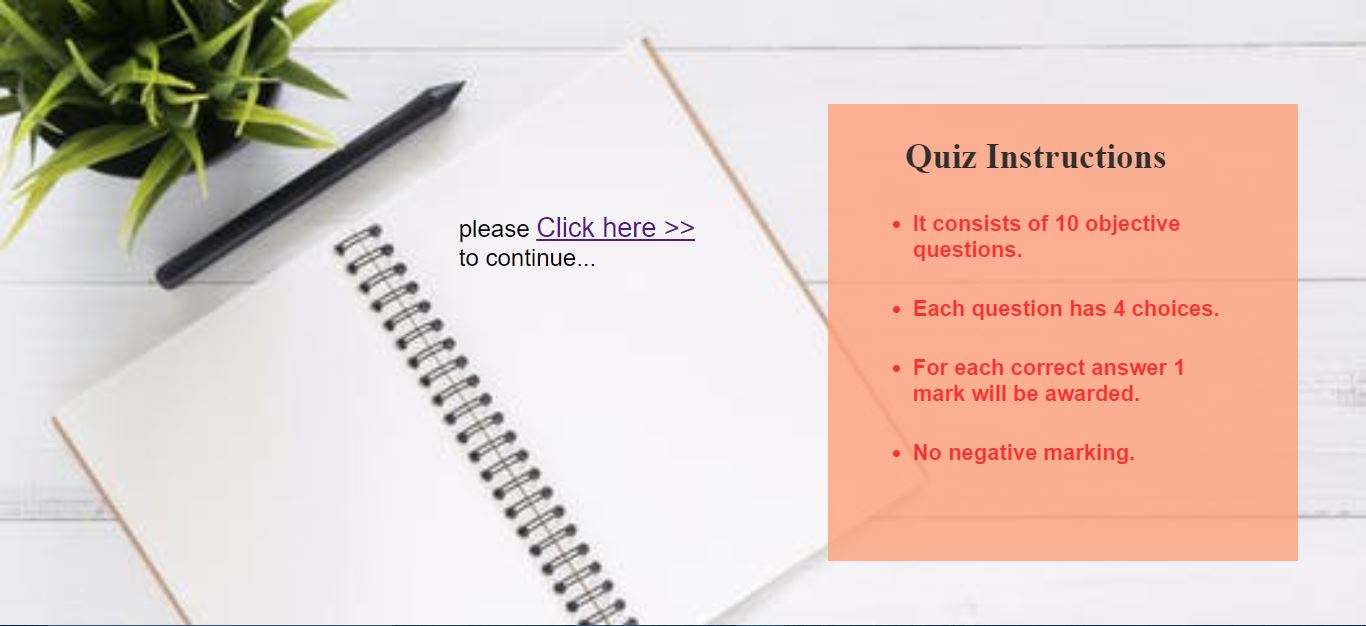 please Click here >>
to continue...
Quiz Instructions
• It consists of 10 objective
questions.
• Each question has 4 choices.
• For each correct answer 1
mark will be awarded.
• No negative marking.